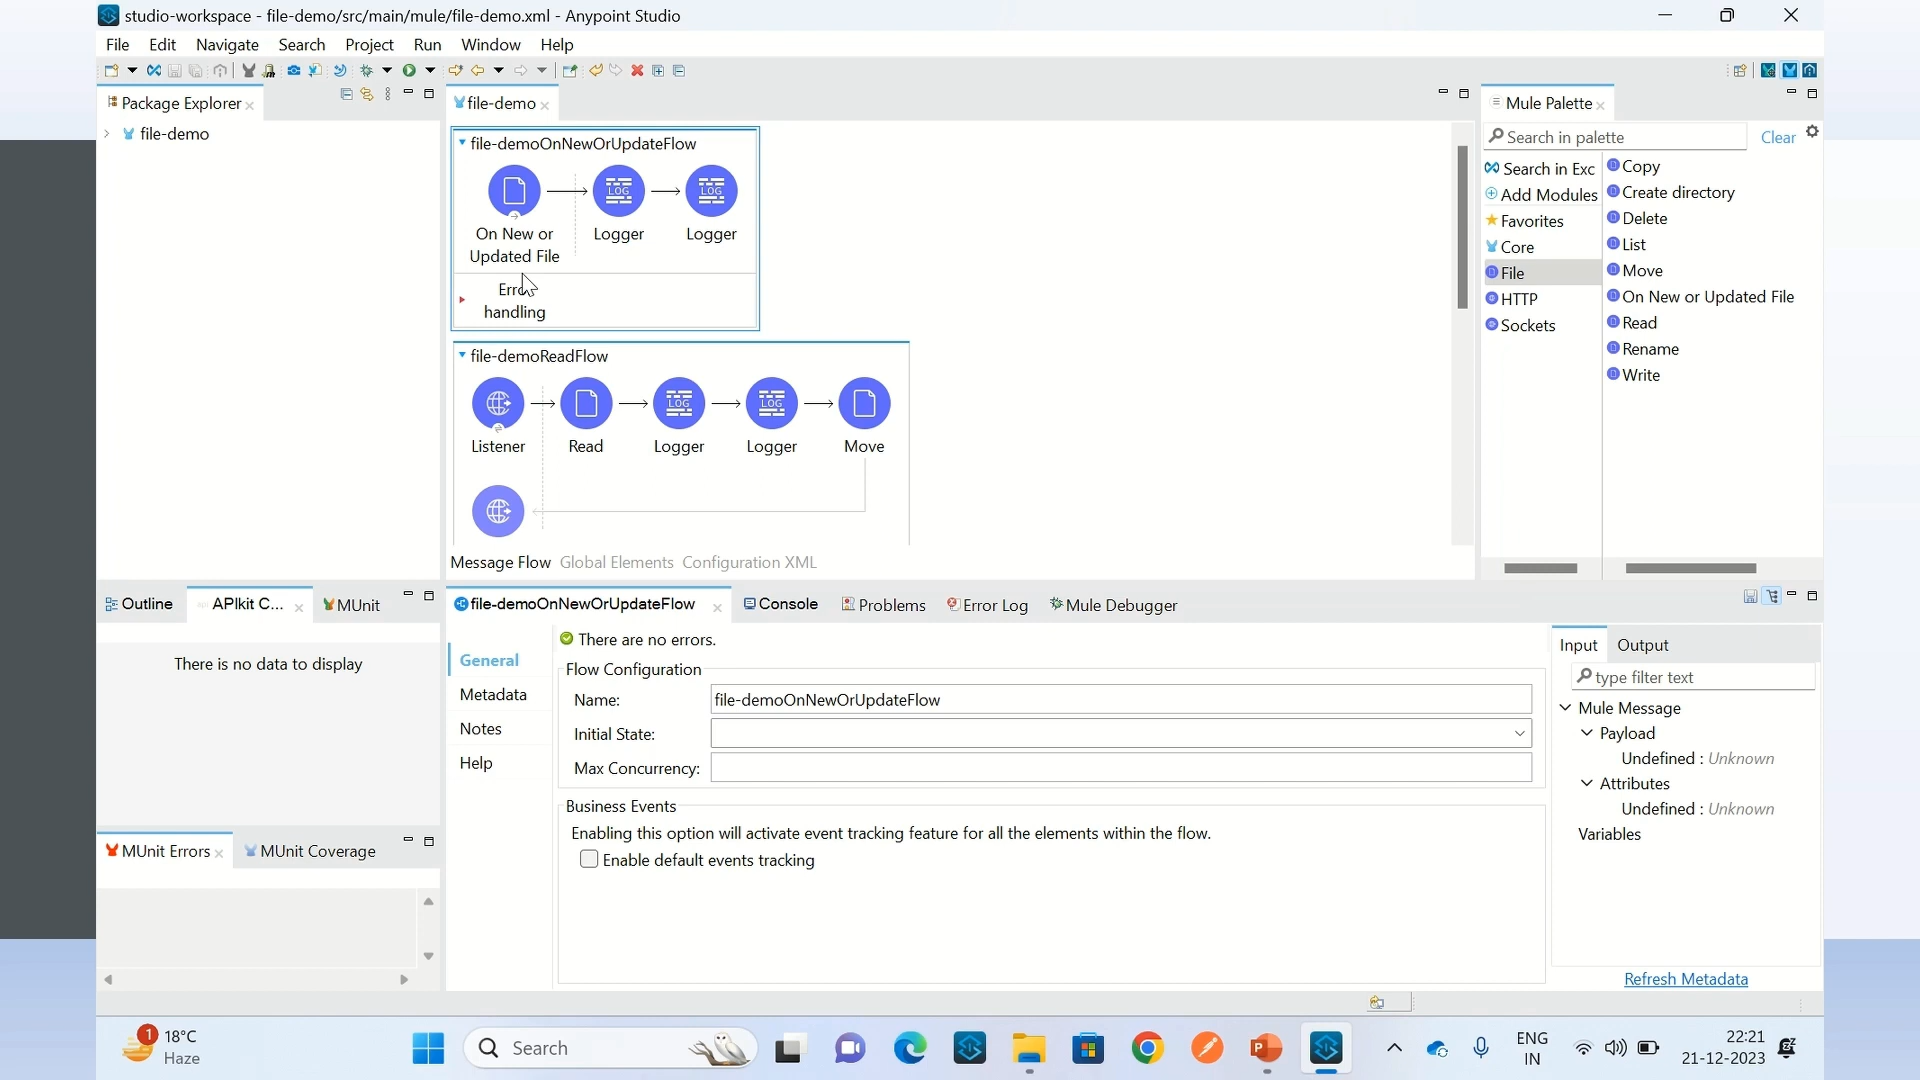 studio-workspace - file-demo/src/main/mule/file-demo.xml - Anypoint Studio
File Edit Navigate Search Project Run Window Help
Package Explorer
file-demo
file-demo
file-demoOnNewOrUpdateFlow
LOG LOG
On New or
Updated File
Logger
Logger
handling
file-demoReadFlow
LOG LOG
Listener Read Logger Logger Move
Message Flow Global Elements Configuration XML
Mule Palette
Search in palette
Clear
Search in Exc
Add Modules
Favorites
Core
File
HTTP
Sockets
Copy
Create directory
Delete
List
Move
On New or Updated File
Read
Rename
Write
Outline APIkit C... MUnit
There is no data to display
MUnit Errors MUnit Coverage
file-demoOnNewOrUpdateFlow Console Problems Error Log Mule Debugger
General
Metadata
Notes
Help
There are no errors.
Flow Configuration
Name: file-demoOnNewOrUpdateFlow
Initial State:
Max Concurrency:
Business Events
Enabling this option will activate event tracking feature for all the elements within the flow.
Enable default events tracking
Input Output
type filter text
Mule Message
Payload
Undefined : Unknown
Attributes
Undefined : Unknown
Variables
Refresh Metadata
1
18°C
Haze
Search
ENG
IN
22:21
21-12-2023